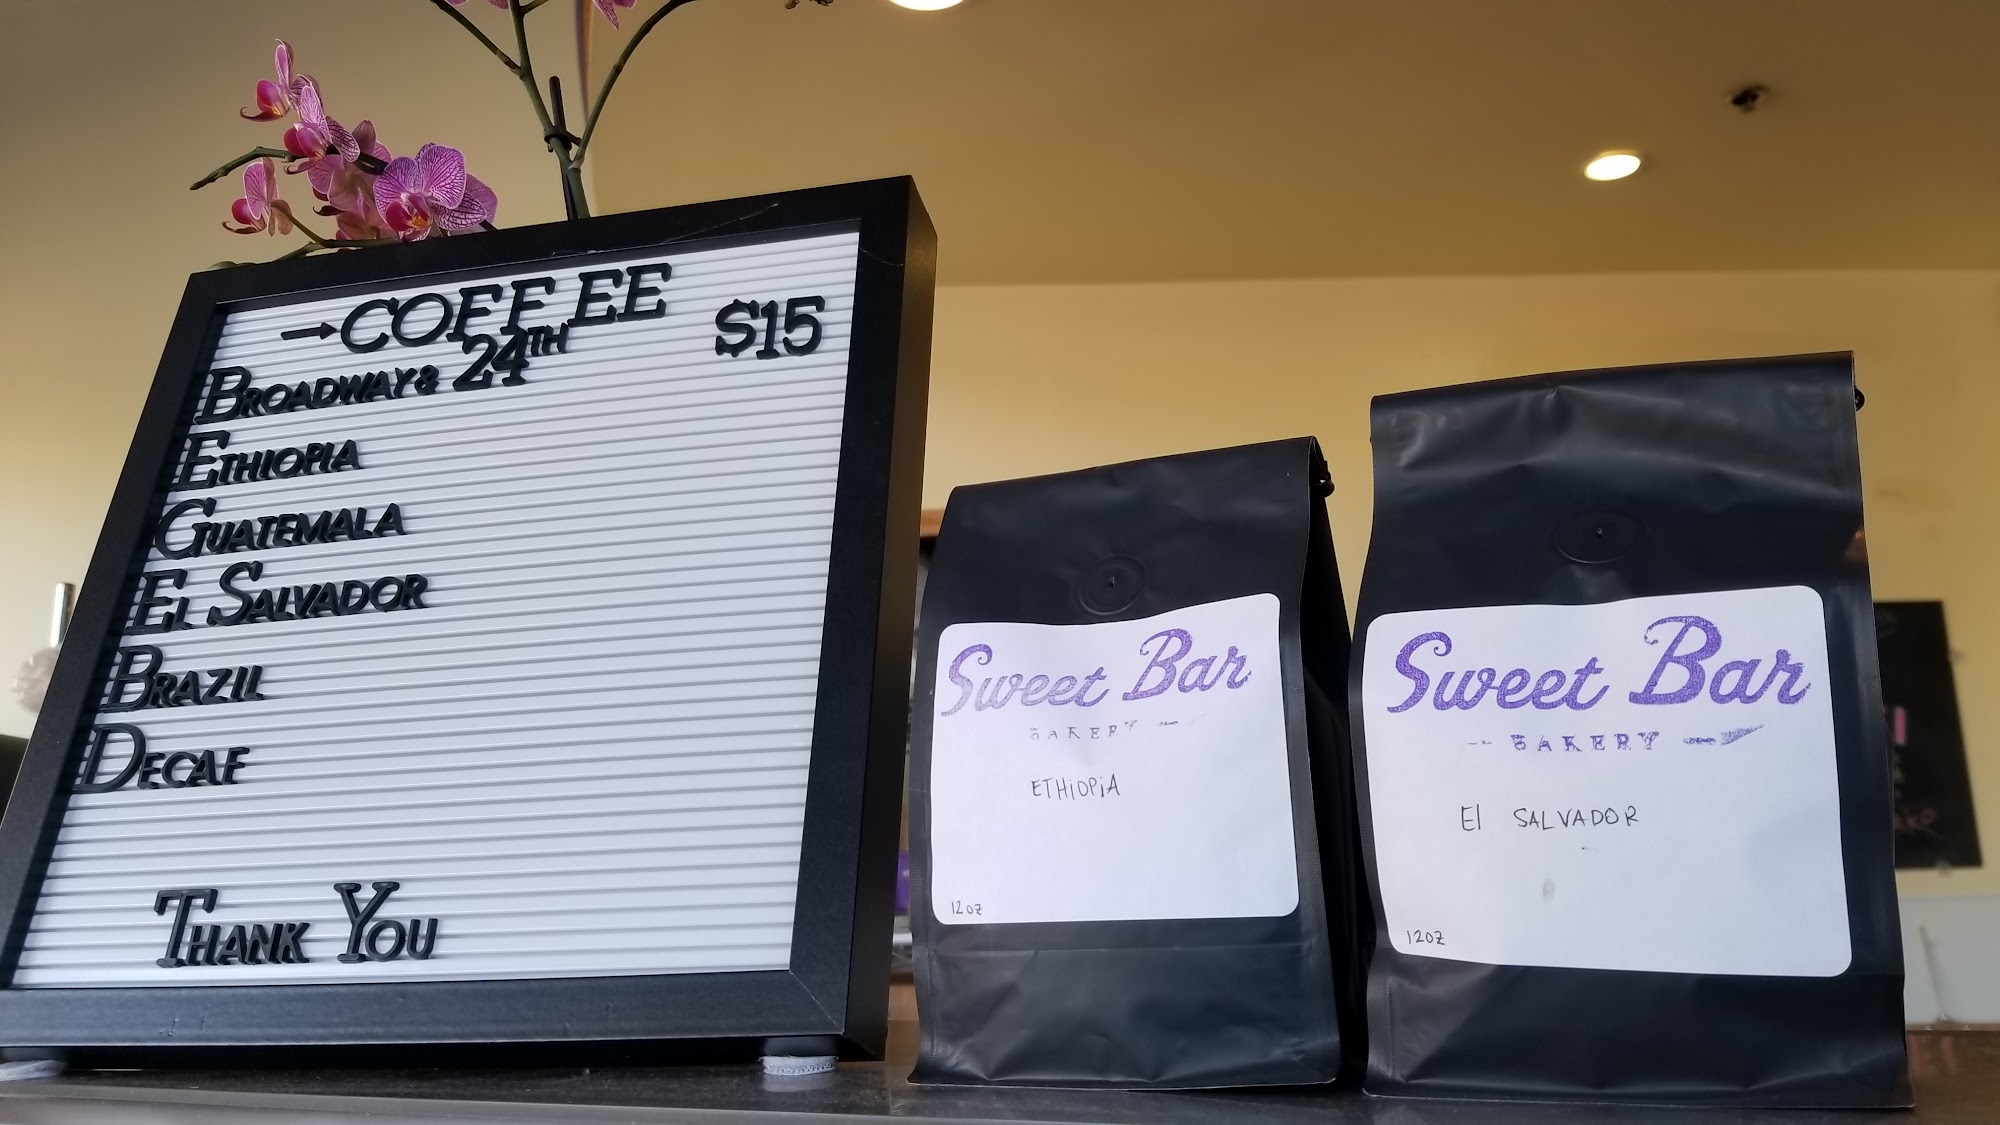 →COFFEE
$15
BROADWAY & 24TH
ETHIOPIA
GUATEMALA
EL SALVADOR
BRAZIL
DECAF
THANK YOU
Sweet Bar
BAKERY
ETHiOPiA
12oz
Sweet Bar
BAKERY
El SALVADOR
12oz